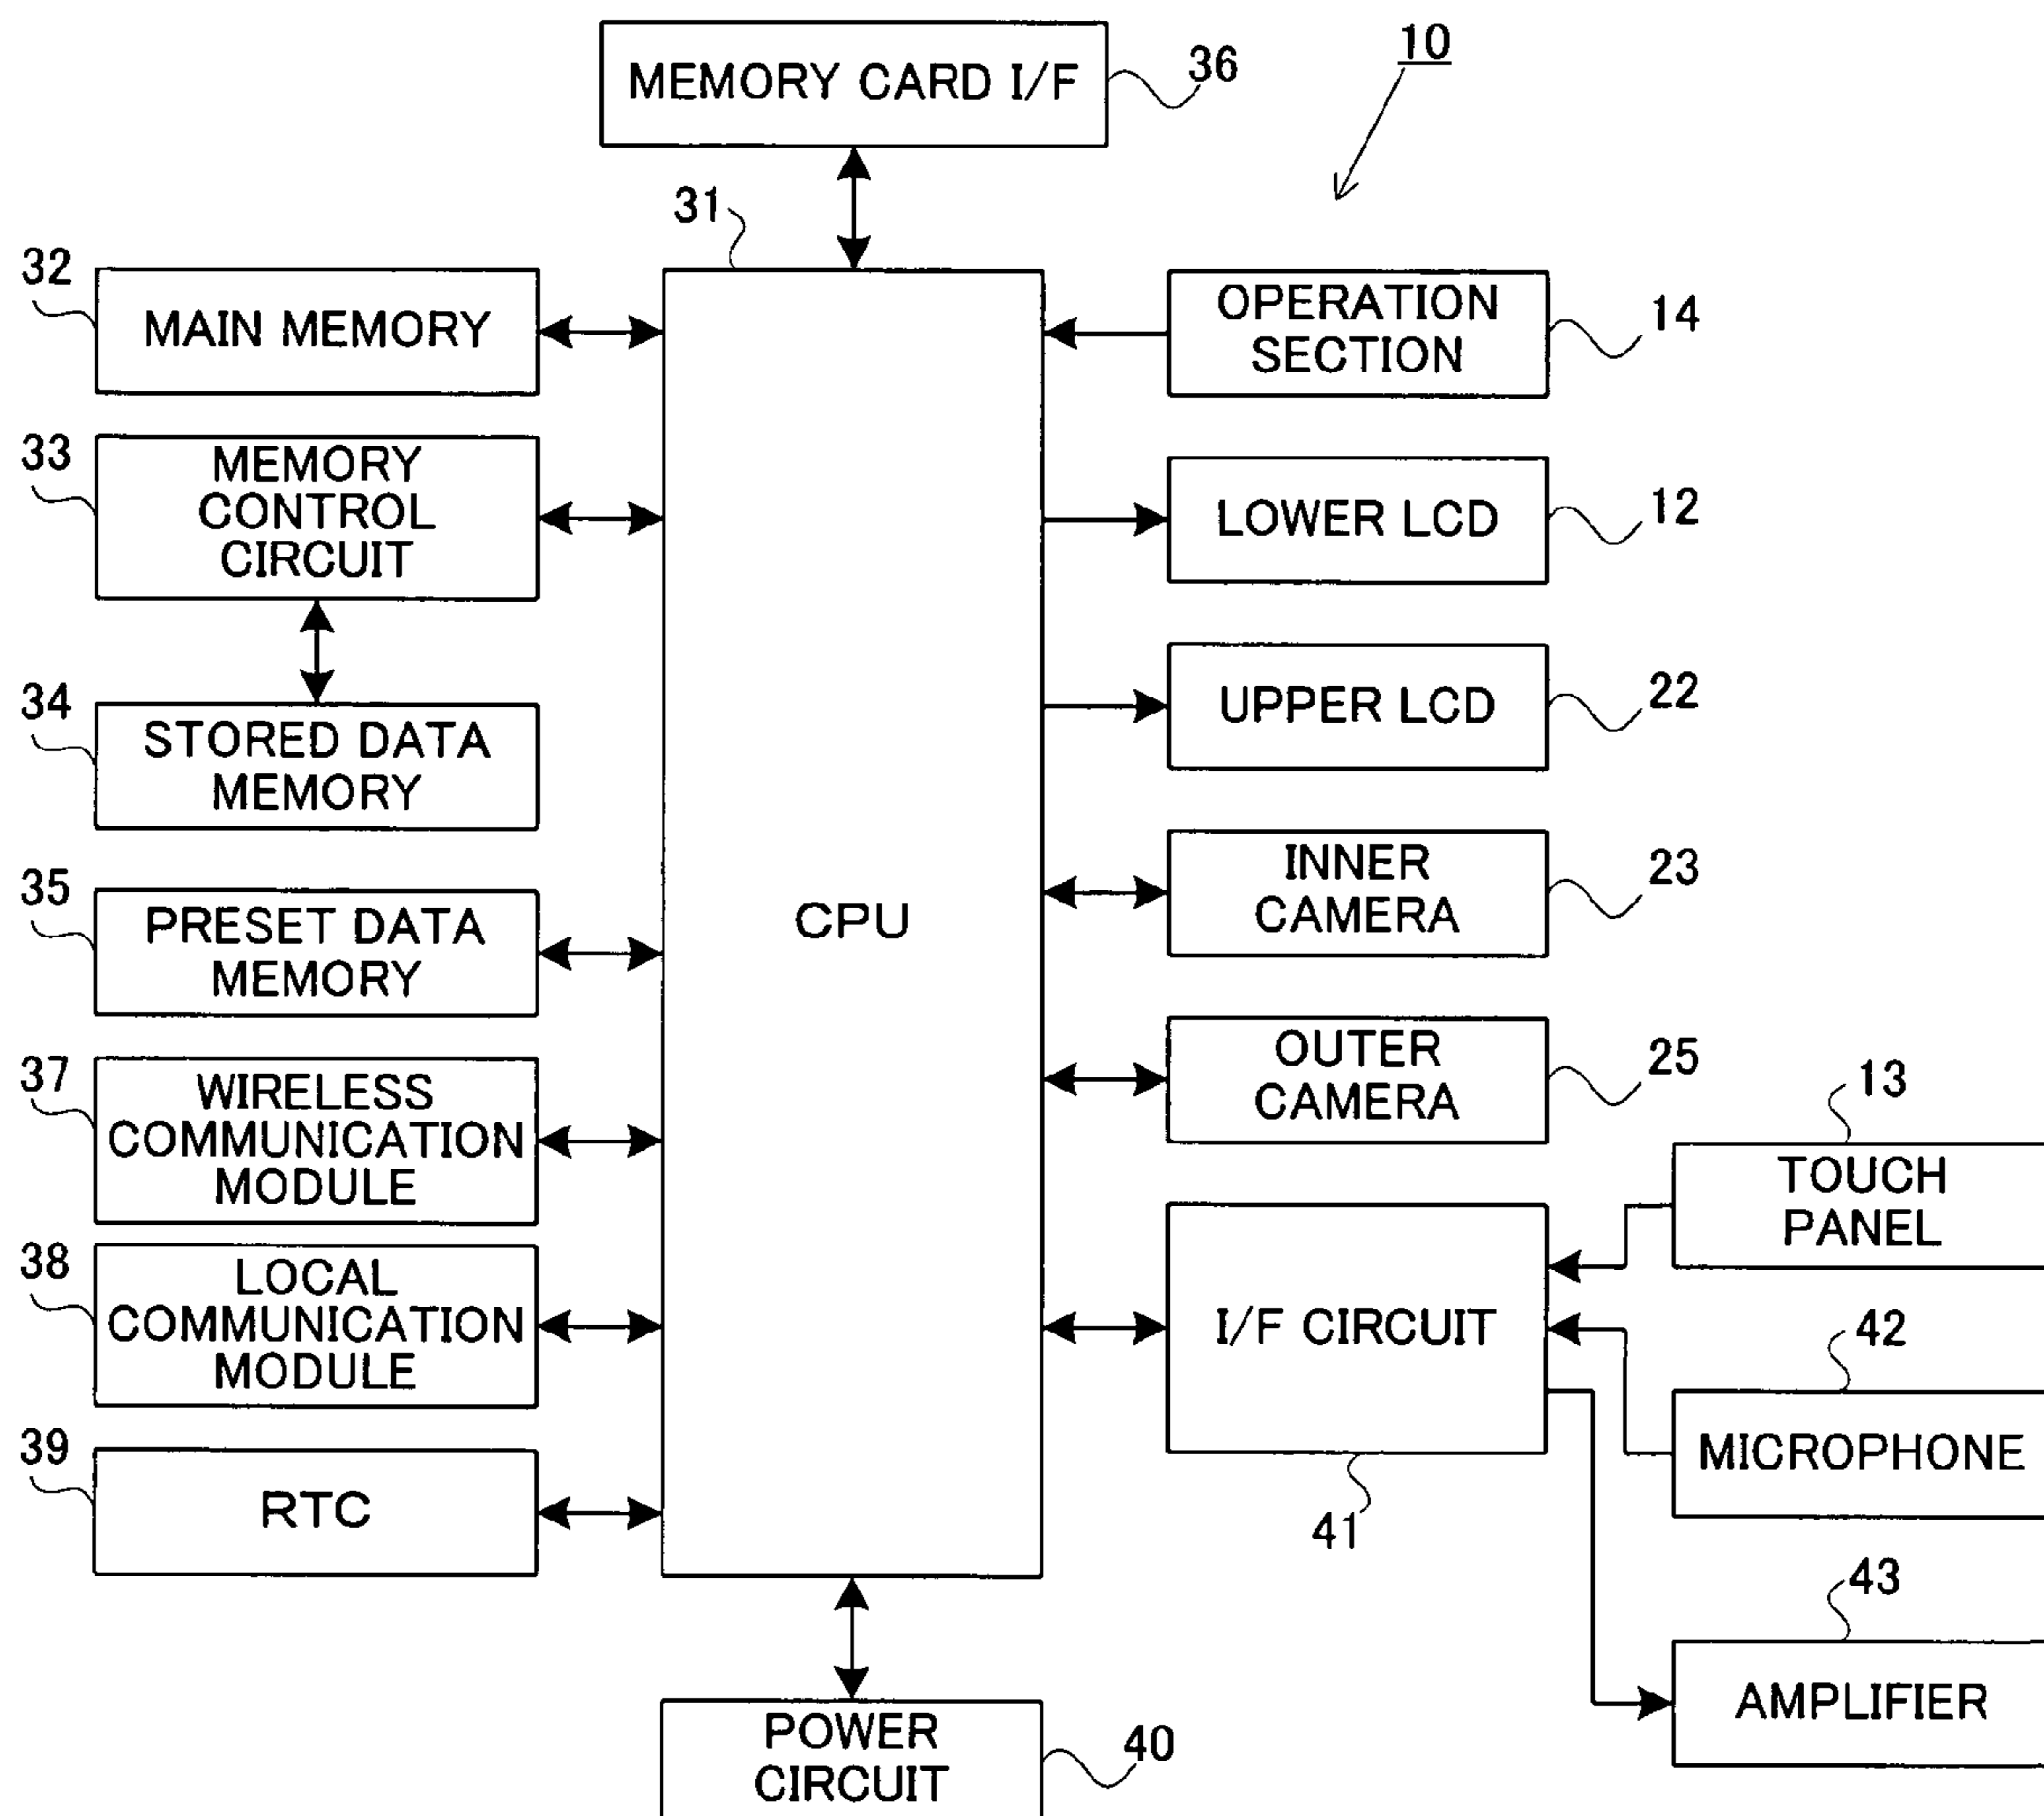 MEMORY CARD I/F
36
10
31
32
MAIN MEMORY
OPERATION
SECTION
14
33
MEMORY
CONTROL
CIRCUIT
LOWER LCD
12
34
STORED DATA
MEMORY
UPPER LCD
22
35
PRESET DATA
MEMORY
CPU
INNER
CAMERA
23
37
WIRELESS
COMMUNICATION
MODULE
OUTER
CAMERA
25
13
TOUCH
PANEL
38
LOCAL
COMMUNICATION
MODULE
I/F CIRCUIT
41
42
MICROPHONE
39
RTC
43
AMPLIFIER
POWER
CIRCUIT
40